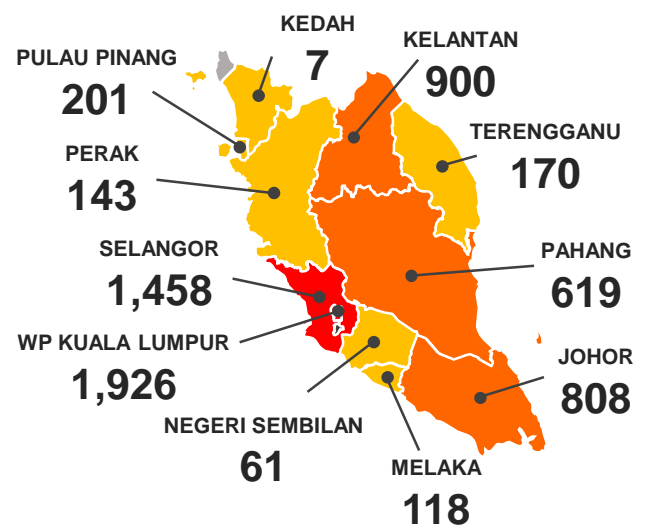 KEDAH
7
KELANTAN
900
PULAU PINANG
201
TERENGGANU
170
PERAK
143
SELANGOR
1,458
PAHANG
619
WP KUALA LUMPUR
1,926
JOHOR
808
NEGERI SEMBILAN
61
MELAKA
118